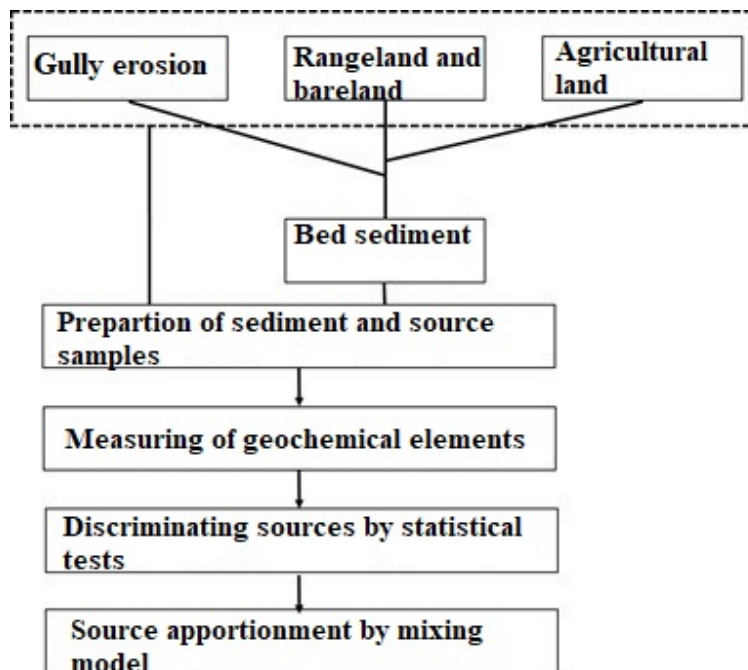 Gully erosion
Rangeland and
bareland
Agricultural
land
Bed sediment
Prepartion of sediment and source
samples
Measuring of geochemical elements
Discriminating sources by statistical
tests
Source apportionment by mixing
model